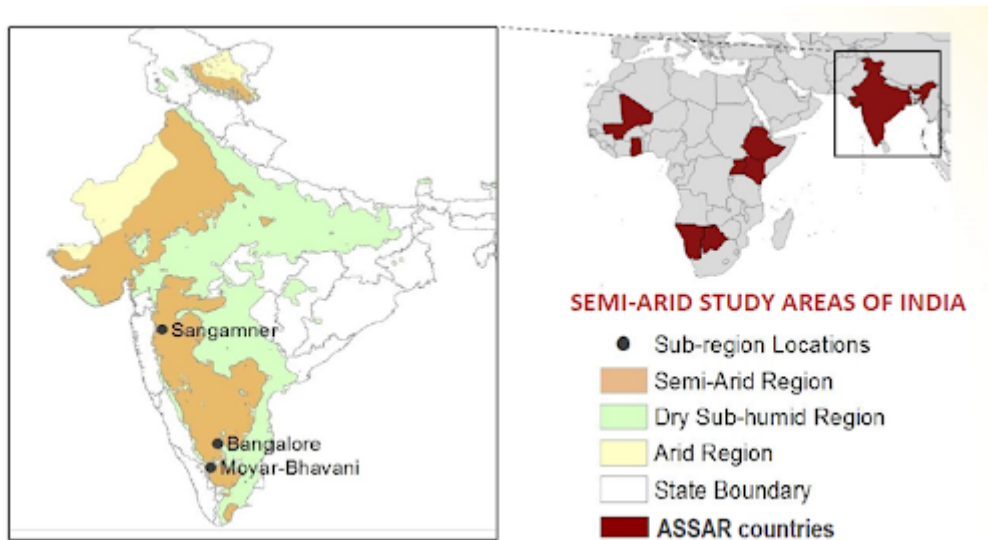 Sangamner
Bangalore
Moyar-Bhavani
SEMI-ARID STUDY AREAS OF INDIA
Sub-region Locations
Semi-Arid Region
Dry Sub-humid Region
Arid Region
State Boundary
ASSAR countries